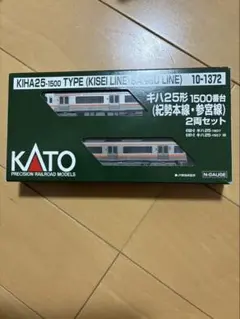 KIHA25-1500 TYPE (KISEI LINE LINE) 10-1372
キハ25形 1500番台
(紀勢本線・参宮線)
2両セット
KATO
PRECISION RAILROAD MODELS
N-GAUGE